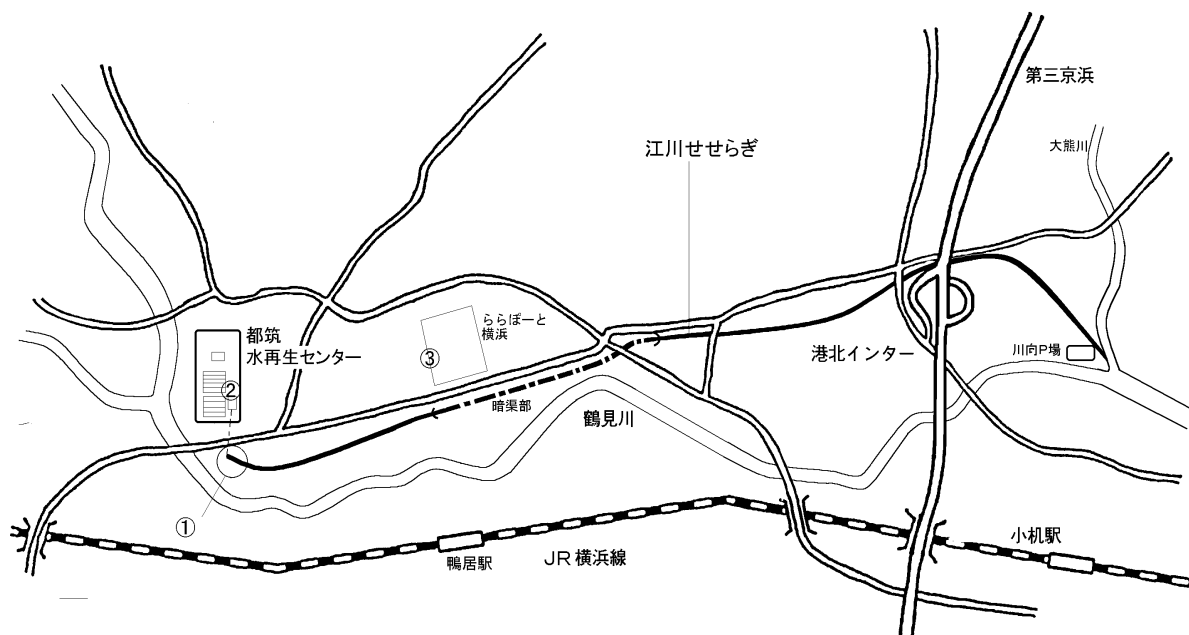 第三京浜
大熊川
江川せせらぎ
ららぽーと
横浜
都筑
水再生センター
③
②
港北インター
川向P場
暗渠部
鶴見川
①
小机駅
鴨居駅
JR横浜線